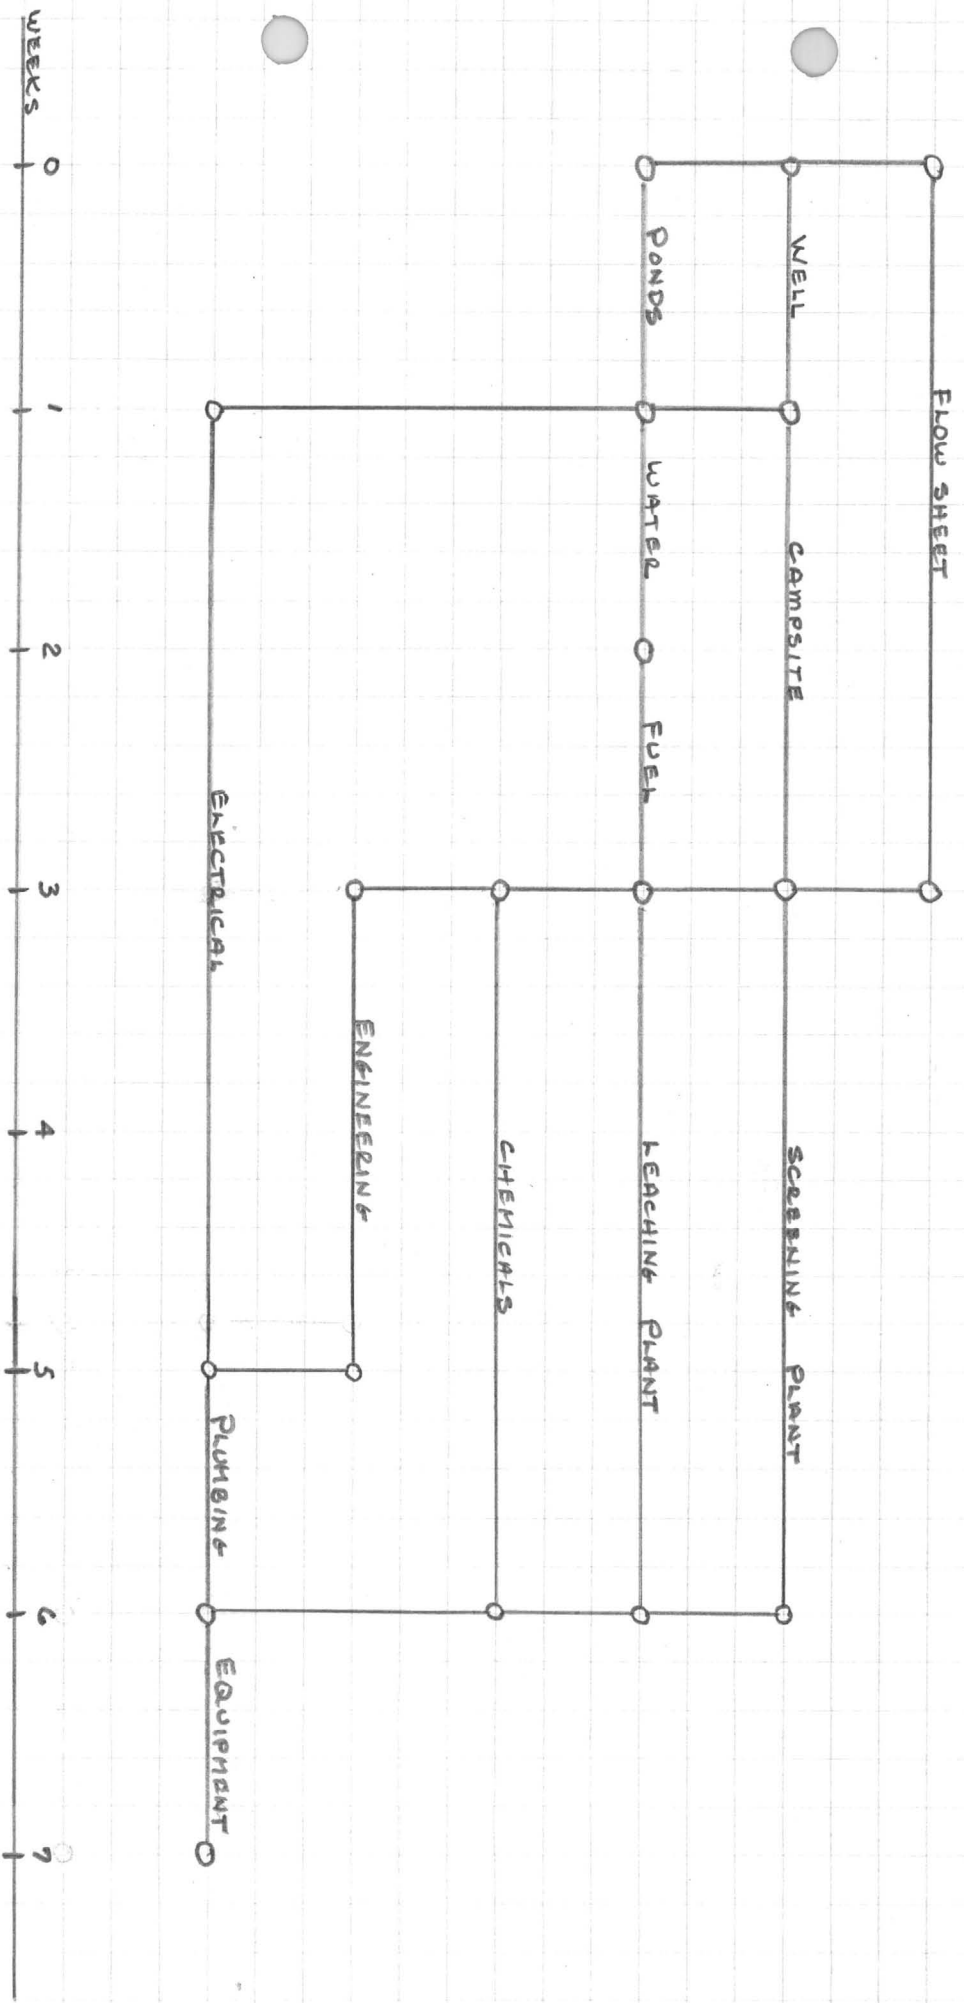 FLOW SHEET
WELL
CAMPSITE
SCREENING PLANT
PONDS
WATER
FUEL
LEACHING PLANT
CHEMICALS
ENGINEERING
ELECTRICAL
PLUMBING
EQUIPMENT
WEEKS 0 1 2 3 4 5 6 7